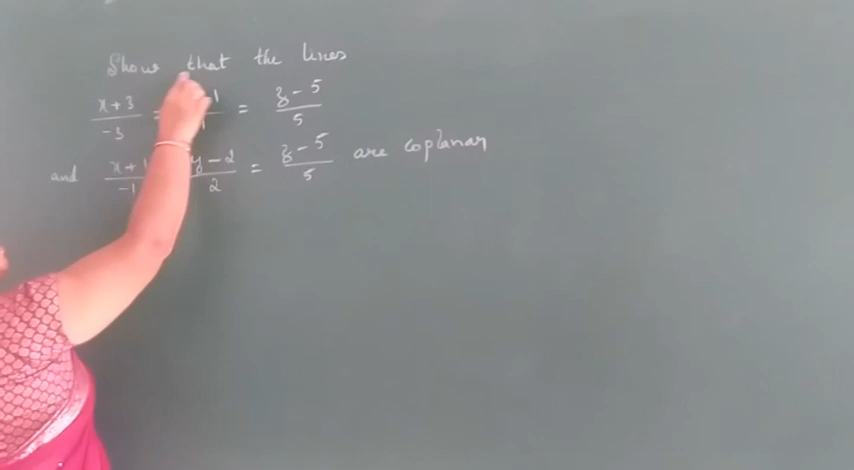 Show that the lines
x+3/-3 = -1/1 = z-5/5
and x+1/-1 y-2/2 = z-5/5 are coplanar